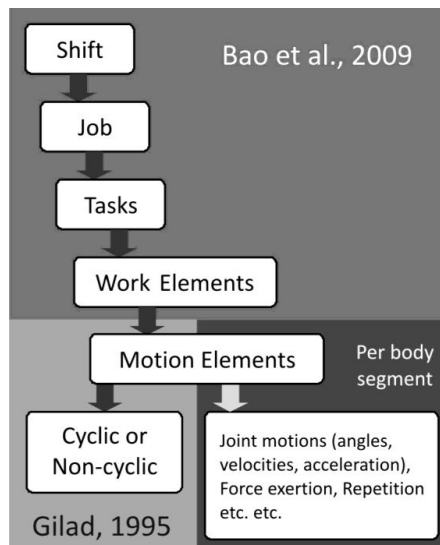 Shift
Bao et al., 2009
Job
Tasks
Work Elements
Motion Elements
Per body
segment
Cyclic or
Non-cyclic
Joint motions (angles,
velocities, acceleration),
Force exertion, Repetition
etc. etc.
Gilad, 1995